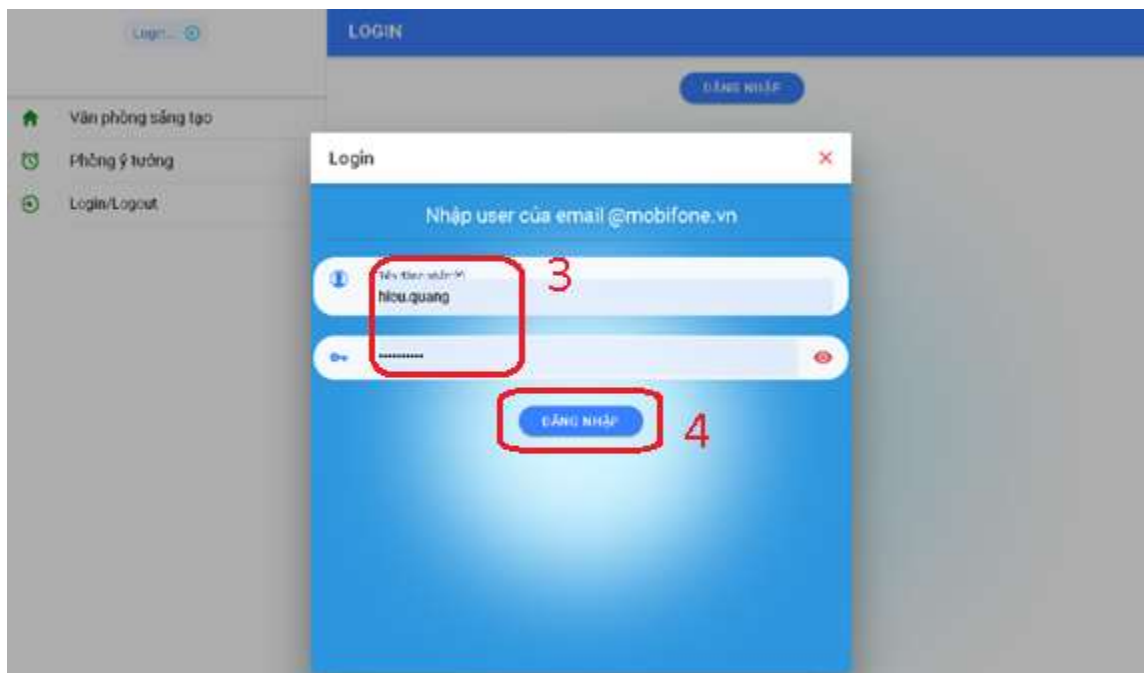 Login...
LOGIN
ĐĂNG NHẬP
Văn phòng sáng tạo
Phòng ý tưởng
Login/Logout
Login
Nhập user của email @mobifone.vn
3
hieu.quang
ĐĂNG NHẬP
4